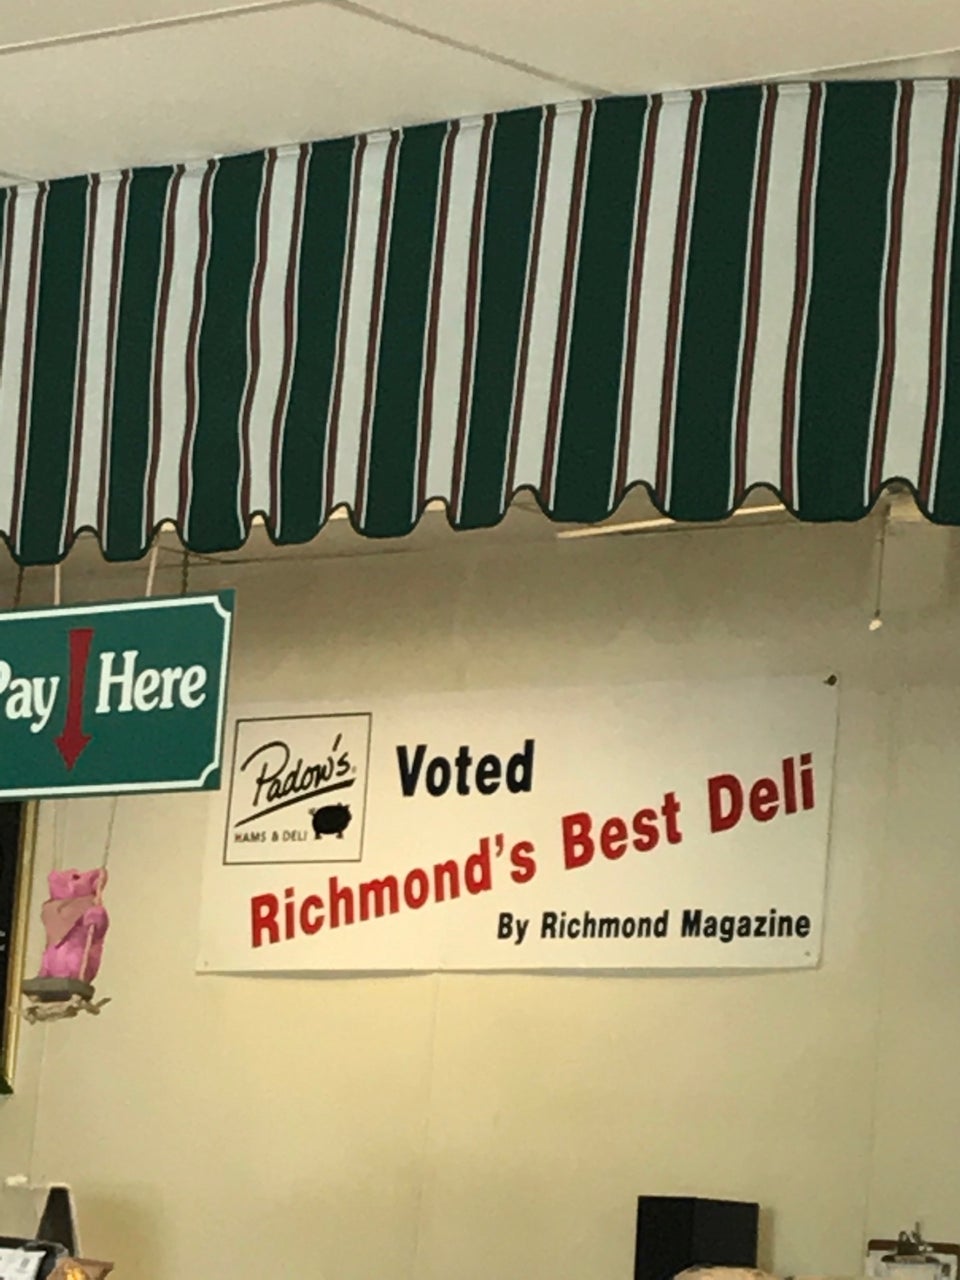 Pay Here
Padow's
HAMS & DELI
Voted
Richmond's Best Deli
By Richmond Magazine